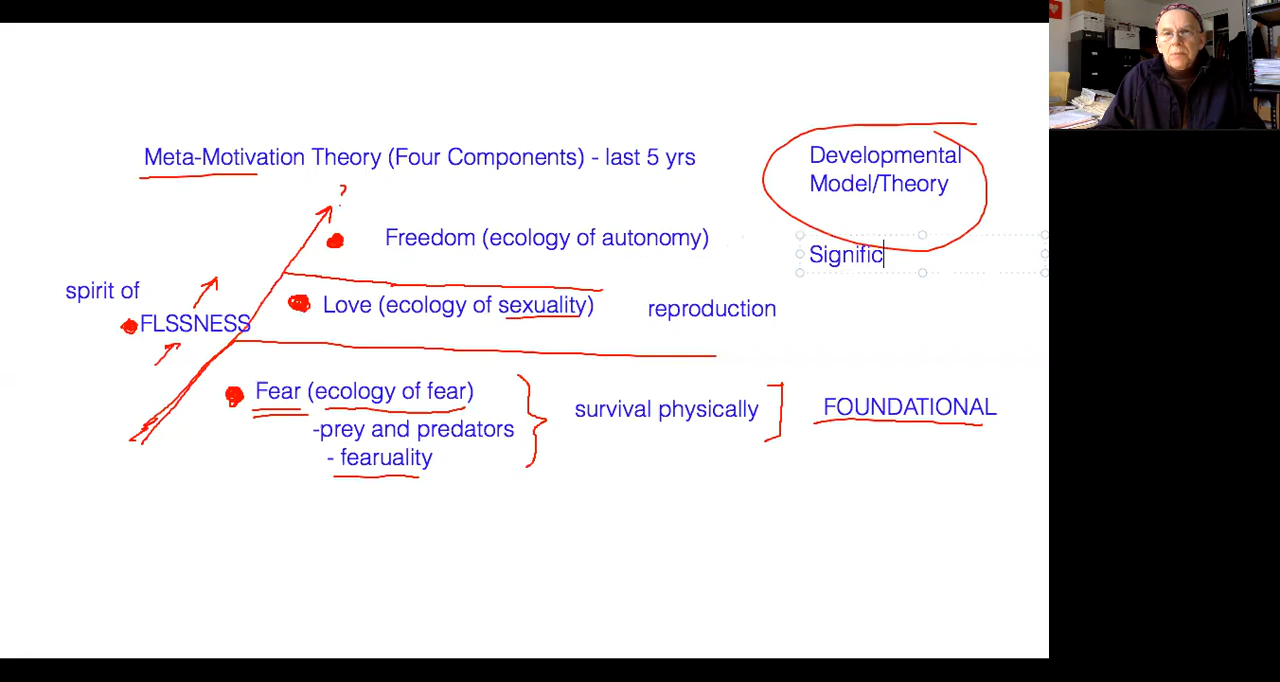 Meta-Motivation Theory (Four Components) - last 5 yrs
Developmental
Model/Theory
?
Freedom (ecology of autonomy)
Signific
spirit of
FLSSNESS
Love (ecology of sexuality)
reproduction
Fear (ecology of fear)
-prey and predators
- fearuality
survival physically
FOUNDATIONAL